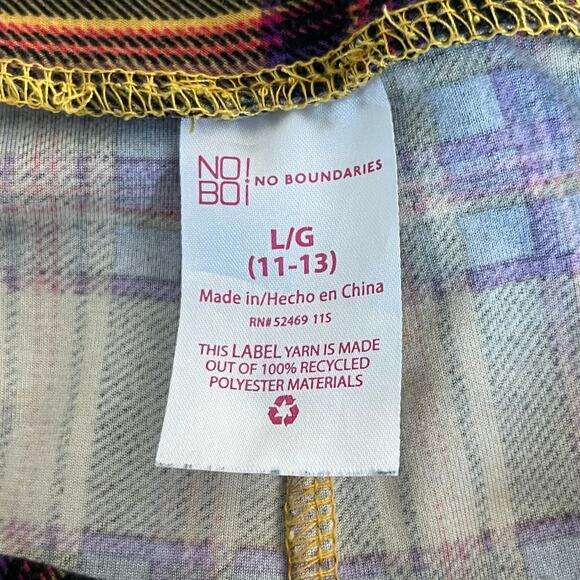 NO!
BO¡ NO BOUNDARIES
L/G
(11-13)
Made in/Hecho en China
RN# 52469 11S
THIS LABEL YARN IS MADE
OUT OF 100% RECYCLED
POLYESTER MATERIALS